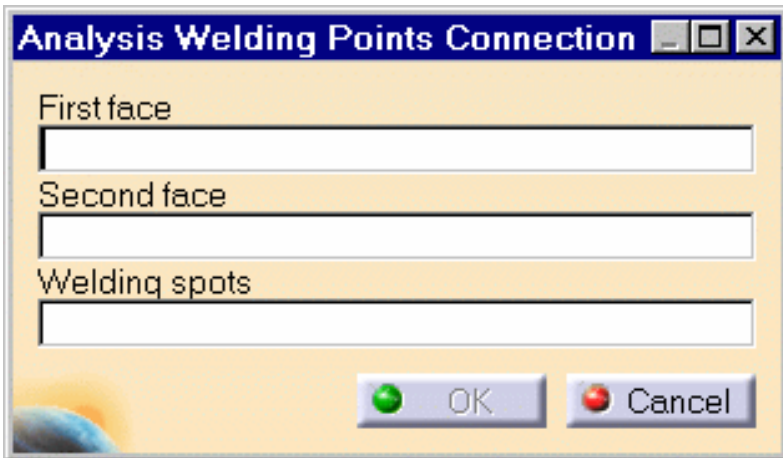 Analysis Welding Points Connection
First face
Second face
Welding spots
OK Cancel